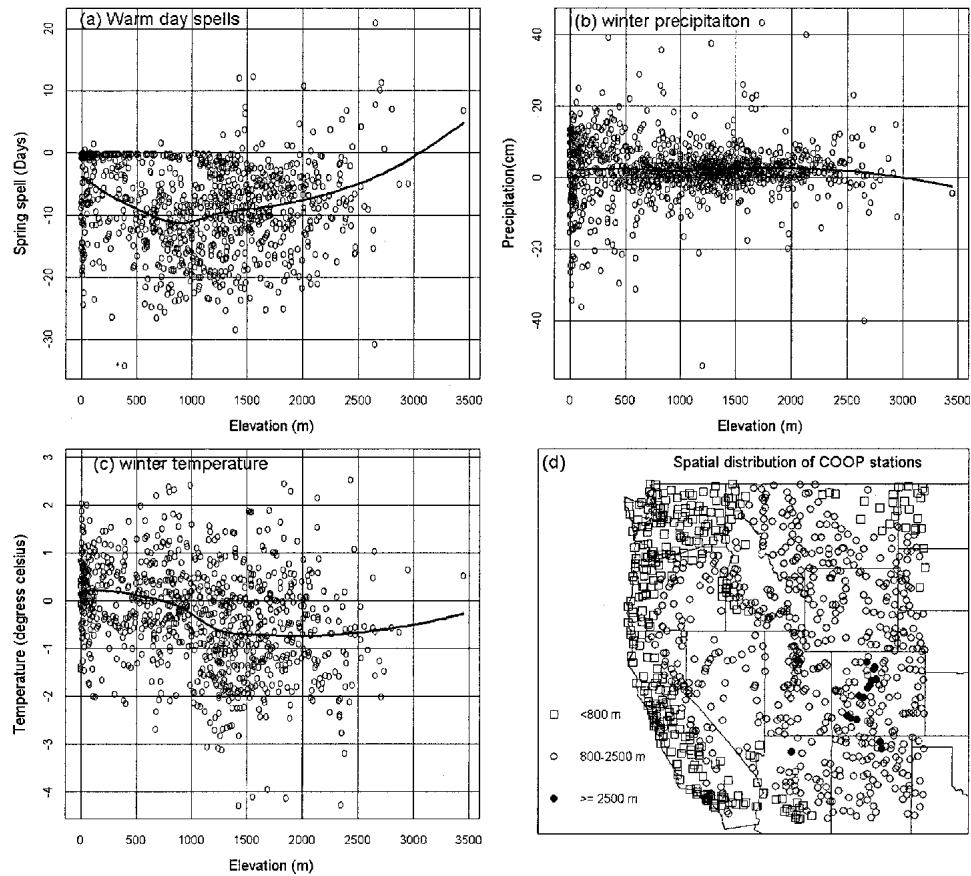 (a) Warm day spells
20
10
0
-10
-20
-30
Spring spell (Days)
0 500 1000 1500 2000 2500 3000 3500
Elevation (m)
(b) winter precipitaiton
40
20
0
-20
-40
Precipitation(cm)
0 500 1000 1500 2000 2500 3000 3500
Elevation (m)
(c) winter temperature
3
2
1
0
-1
-2
-3
-4
Temperature (degress celsius)
0 500 1000 1500 2000 2500 3000 3500
Elevation (m)
(d) Spatial distribution of COOP stations
<800 m
800-2500 m
>= 2500 m